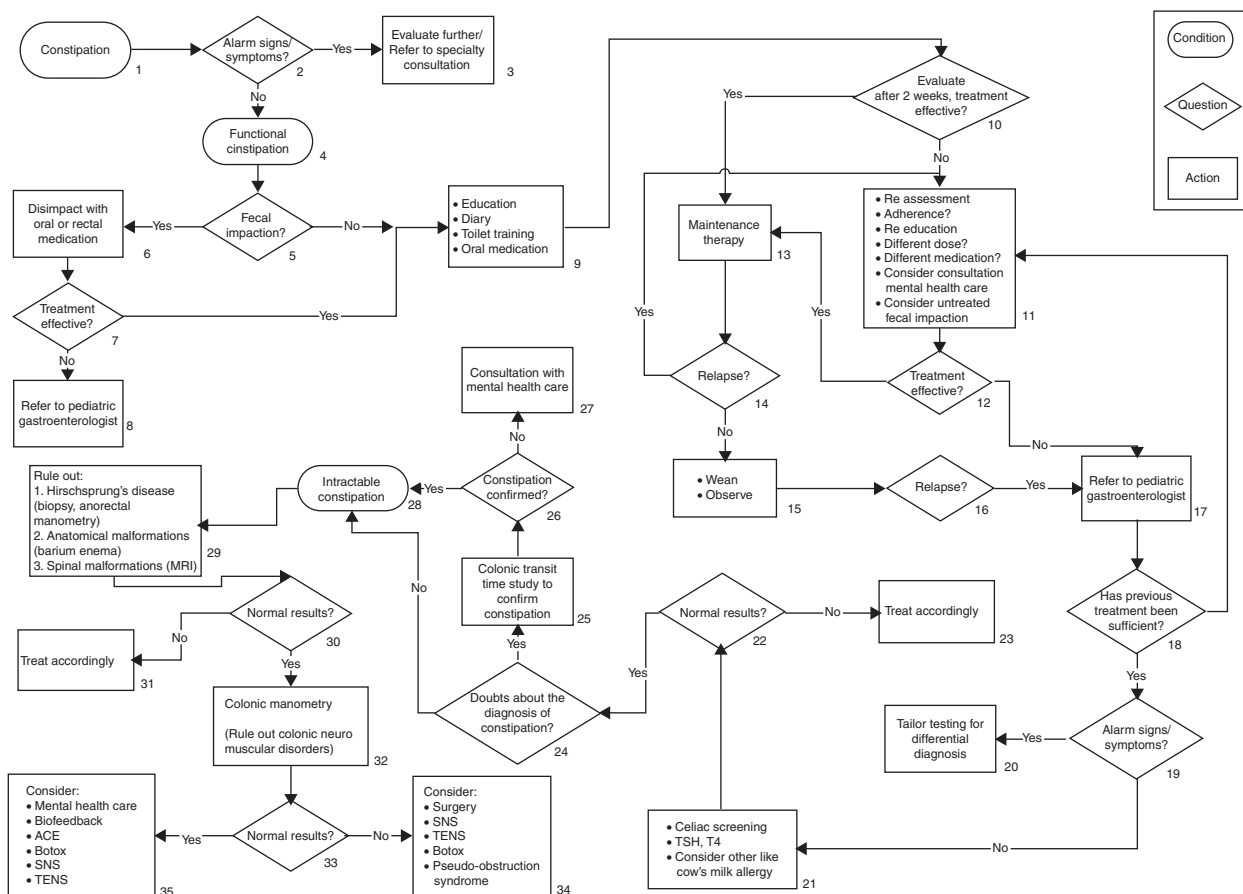 Constipation
1
Alarm signs/
symptoms?
2
Yes
Evaluate further/
Refer to specialty
consultation
3
No
Functional
cinstipation
4
Fecal
impaction?
5
Yes
Disimpact with
oral or rectal
medication
6
No
Treatment
effective?
7
Yes
No
Refer to pediatric
gastroenterologist
8
• Education
• Diary
• Toilet training
• Oral medication
9
Evaluate
after 2 weeks, treatment
effective?
10
Yes
No
• Re assessment
• Adherence?
• Re education
• Different dose?
• Different medication?
• Consider consultation
mental health care
• Consider untreated
fecal impaction
11
Treatment
effective?
12
Yes
No
Maintenance
therapy
13
Relapse?
14
Yes
No
• Wean
• Observe
15
Relapse?
16
Yes
Refer to pediatric
gastroenterologist
17
Has previous
treatment been
sufficient?
18
No
Yes
Alarm signs/
symptoms?
19
Yes
Tailor testing for
differential
diagnosis
20
No
• Celiac screening
• TSH, T4
• Consider other like
cow's milk allergy
21
Normal results?
22
No
Treat accordingly
23
Yes
Doubts about the
diagnosis of
constipation?
24
Yes
No
Colonic transit
time study to
confirm
constipation
25
Constipation
confirmed?
26
No
Consultation with
mental health care
27
Yes
Intractable
constipation
28
Rule out:
1. Hirschsprung's disease
(biopsy, anorectal
manometry)
2. Anatomical malformations
(barium enema)
3. Spinal malformations (MRI)
29
Normal results?
30
No
Treat accordingly
31
Yes
Colonic manometry
(Rule out colonic neuro
muscular disorders)
32
Normal results?
33
No
Consider:
• Surgery
• SNS
• TENS
• Botox
• Pseudo-obstruction
syndrome
34
Yes
Consider:
• Mental health care
• Biofeedback
• ACE
• Botox
• SNS
• TENS
35
Condition
Question
Action